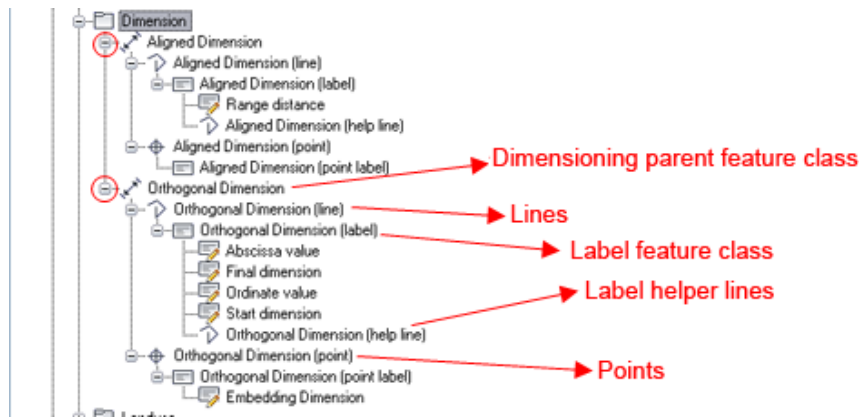 Dimension
Aligned Dimension
Aligned Dimension (line)
Aligned Dimension (label)
Range distance
Aligned Dimension (help line)
Aligned Dimension (point)
Aligned Dimension (point label)
Dimensioning parent feature class
Orthogonal Dimension
Orthogonal Dimension (line)
Lines
Orthogonal Dimension (label)
Label feature class
Abscissa value
Final dimension
Ordinate value
Label helper lines
Start dimension
Orthogonal Dimension (help line)
Orthogonal Dimension (point)
Points
Orthogonal Dimension (point label)
Embedding Dimension